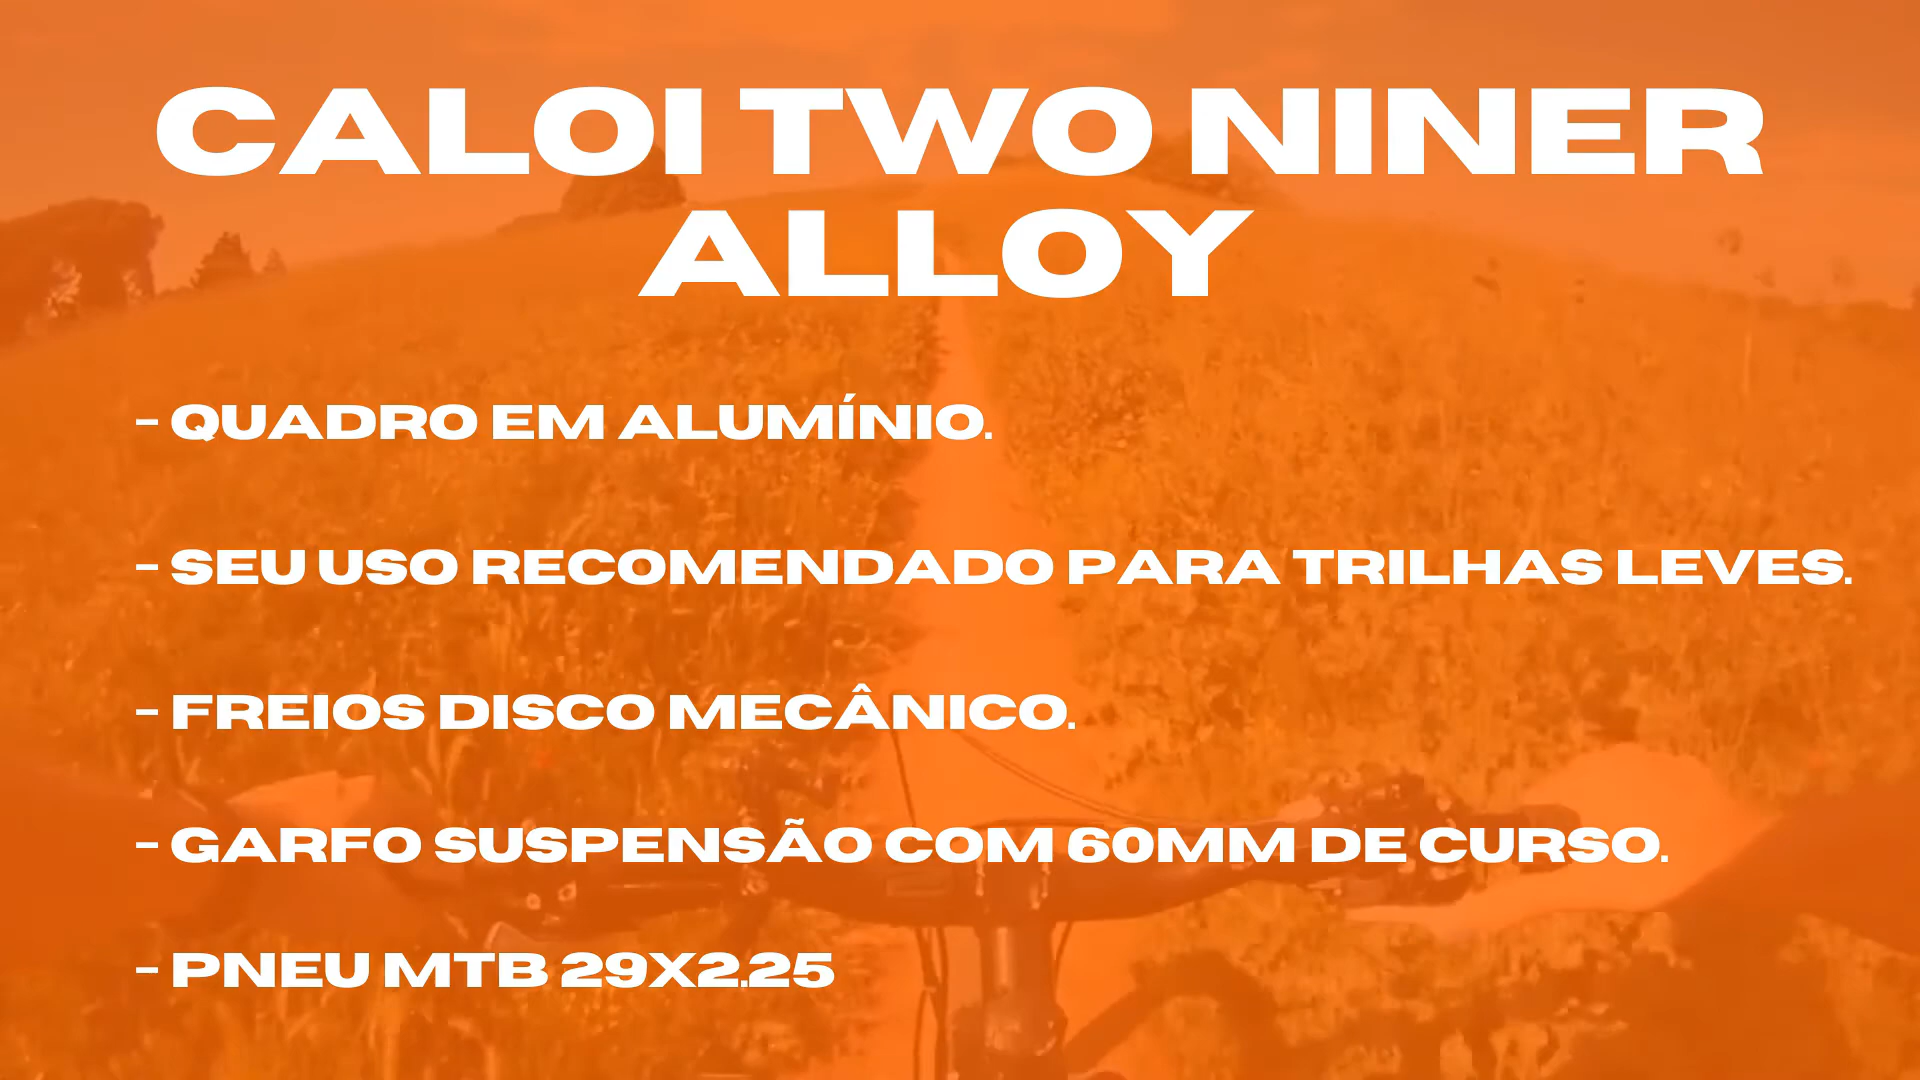 CALOI TWO NINER
ALLOY
- QUADRO EM ALUMÍNIO.
- SEU USO RECOMENDADO PARA TRILHAS LEVES.
- FREIOS DISCO MECÂNICO.
- GARFO SUSPENSÃO COM 60MM DE CURSO.
- PNEU MTB 29X2.25